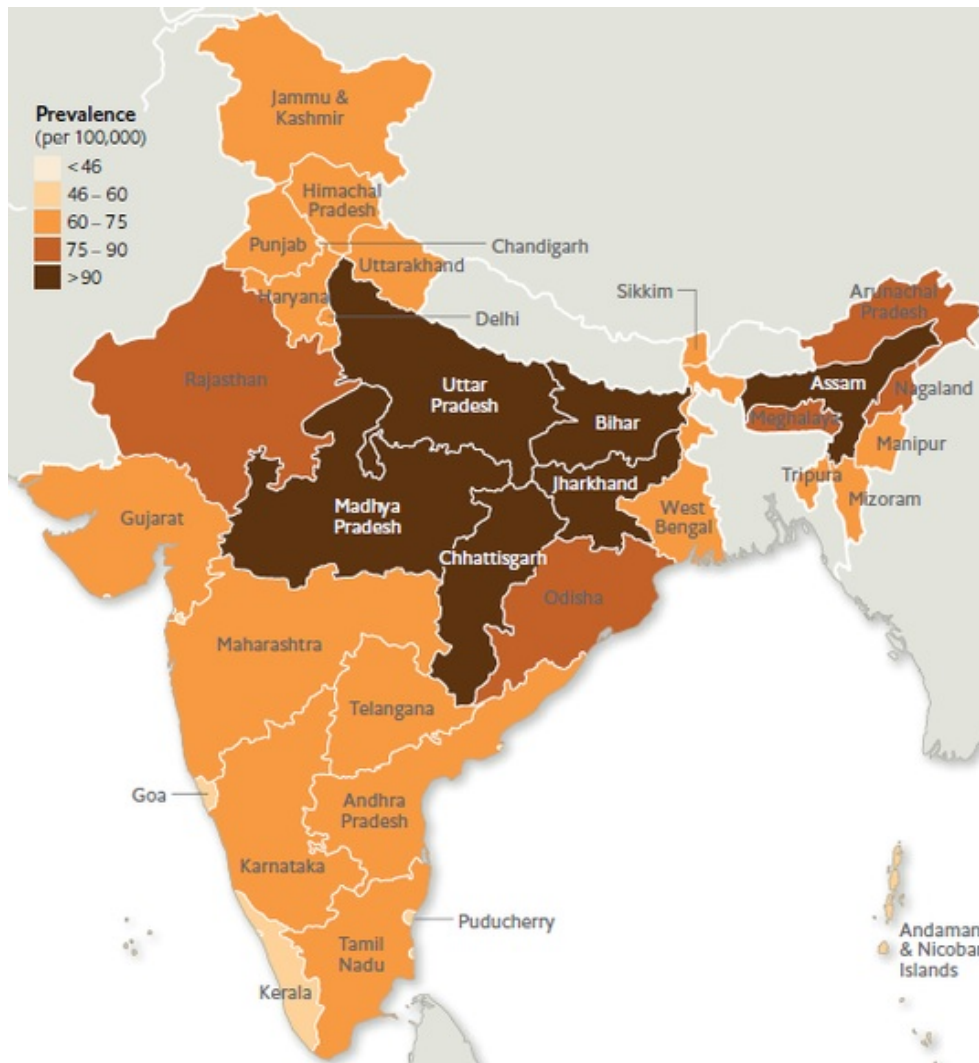 Prevalence
(per 100,000)
<46
46 – 60
60 – 75
75 – 90
>90
Jammu &
Kashmir
Himachal
Pradesh
Punjab
Chandigarh
Uttarakhand
Haryana
Delhi
Sikkim
Arunachal
Pradesh
Rajasthan
Uttar
Pradesh
Bihar
Assam
Nagaland
Meghalaya
Manipur
Jharkhand
Tripura
Mizoram
Gujarat
Madhya
Pradesh
West
Bengal
Chhattisgarh
Odisha
Maharashtra
Telangana
Goa
Andhra
Pradesh
Karnataka
Puducherry
Tamil
Nadu
Kerala
Andaman
& Nicobar
Islands